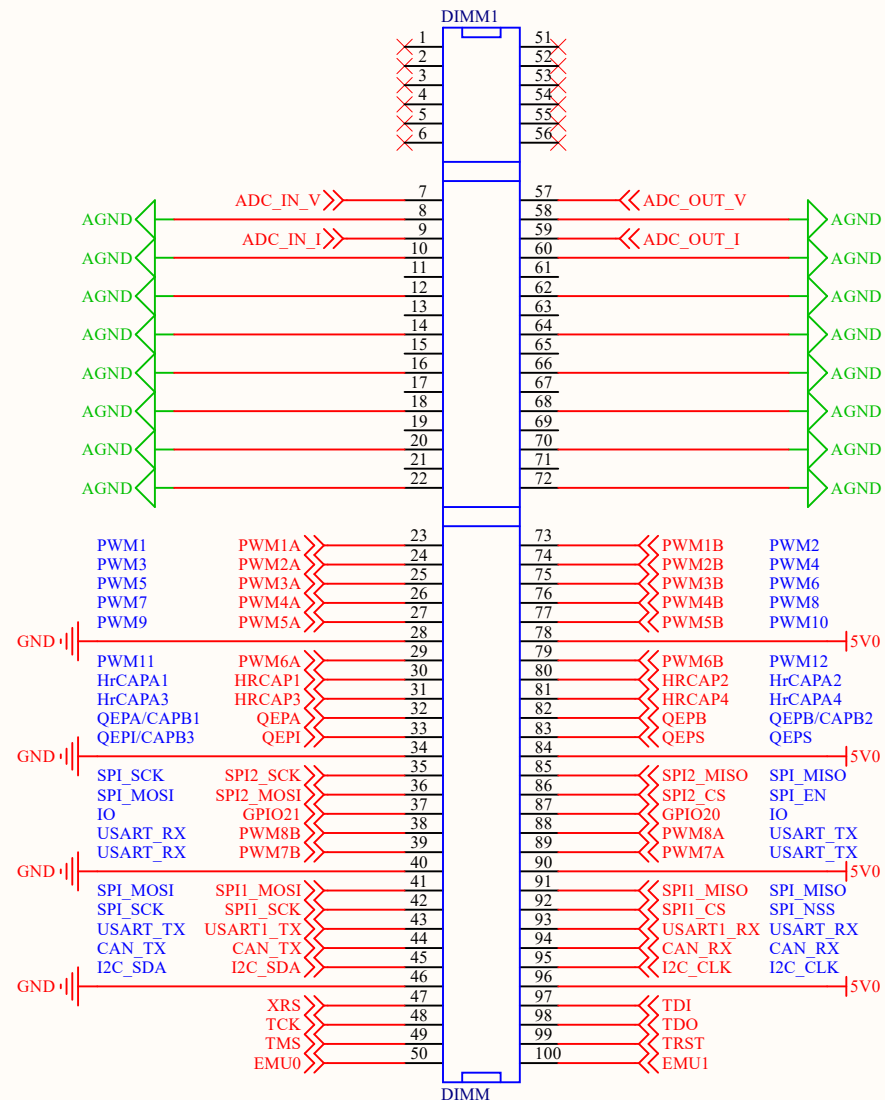 DIMM1
1 51
2 52
3 53
4 54
5 55
6 56
ADC_IN_V 7 57 ADC_OUT_V
AGND 8 58 AGND
ADC_IN_I 9 59 ADC_OUT_I
AGND 10 60 AGND
11 61
AGND 12 62 AGND
13 63
AGND 14 64 AGND
15 65
AGND 16 66 AGND
17 67
AGND 18 68 AGND
19 69
AGND 20 70 AGND
21 71
AGND 22 72 AGND
PWM1 PWM1A 23 73 PWM1B PWM2
PWM3 PWM2A 24 74 PWM2B PWM4
PWM5 PWM3A 25 75 PWM3B PWM6
PWM7 PWM4A 26 76 PWM4B PWM8
PWM9 PWM5A 27 77 PWM5B PWM10
GND 28 78 5V0
PWM11 PWM6A 29 79 PWM6B PWM12
HrCAPA1 HRCAP1 30 80 HRCAP2 HrCAPA2
HrCAPA3 HRCAP3 31 81 HRCAP4 HrCAPA4
QEPA/CAPB1 QEPA 32 82 QEPB QEPB/CAPB2
QEPI/CAPB3 QEPI 33 83 QEPS QEPS
GND 34 84 5V0
SPI_SCK SPI2_SCK 35 85 SPI2_MISO SPI_MISO
SPI_MOSI SPI2_MOSI 36 86 SPI2_CS SPI_EN
IO GPIO21 37 87 GPIO20 IO
USART_RX PWM8B 38 88 PWM8A USART_TX
USART_RX PWM7B 39 89 PWM7A USART_TX
GND 40 90 5V0
SPI_MOSI SPI1_MOSI 41 91 SPI1_MISO SPI_MISO
SPI_SCK SPI1_SCK 42 92 SPI1_CS SPI_NSS
USART_TX USART1_TX 43 93 USART1_RX USART_RX
CAN_TX CAN_TX 44 94 CAN_RX CAN_RX
I2C_SDA I2C_SDA 45 95 I2C_CLK I2C_CLK
GND 46 96 5V0
XRS 47 97 TDI
TCK 48 98 TDO
TMS 49 99 TRST
EMU0 50 100 EMU1
DIMM